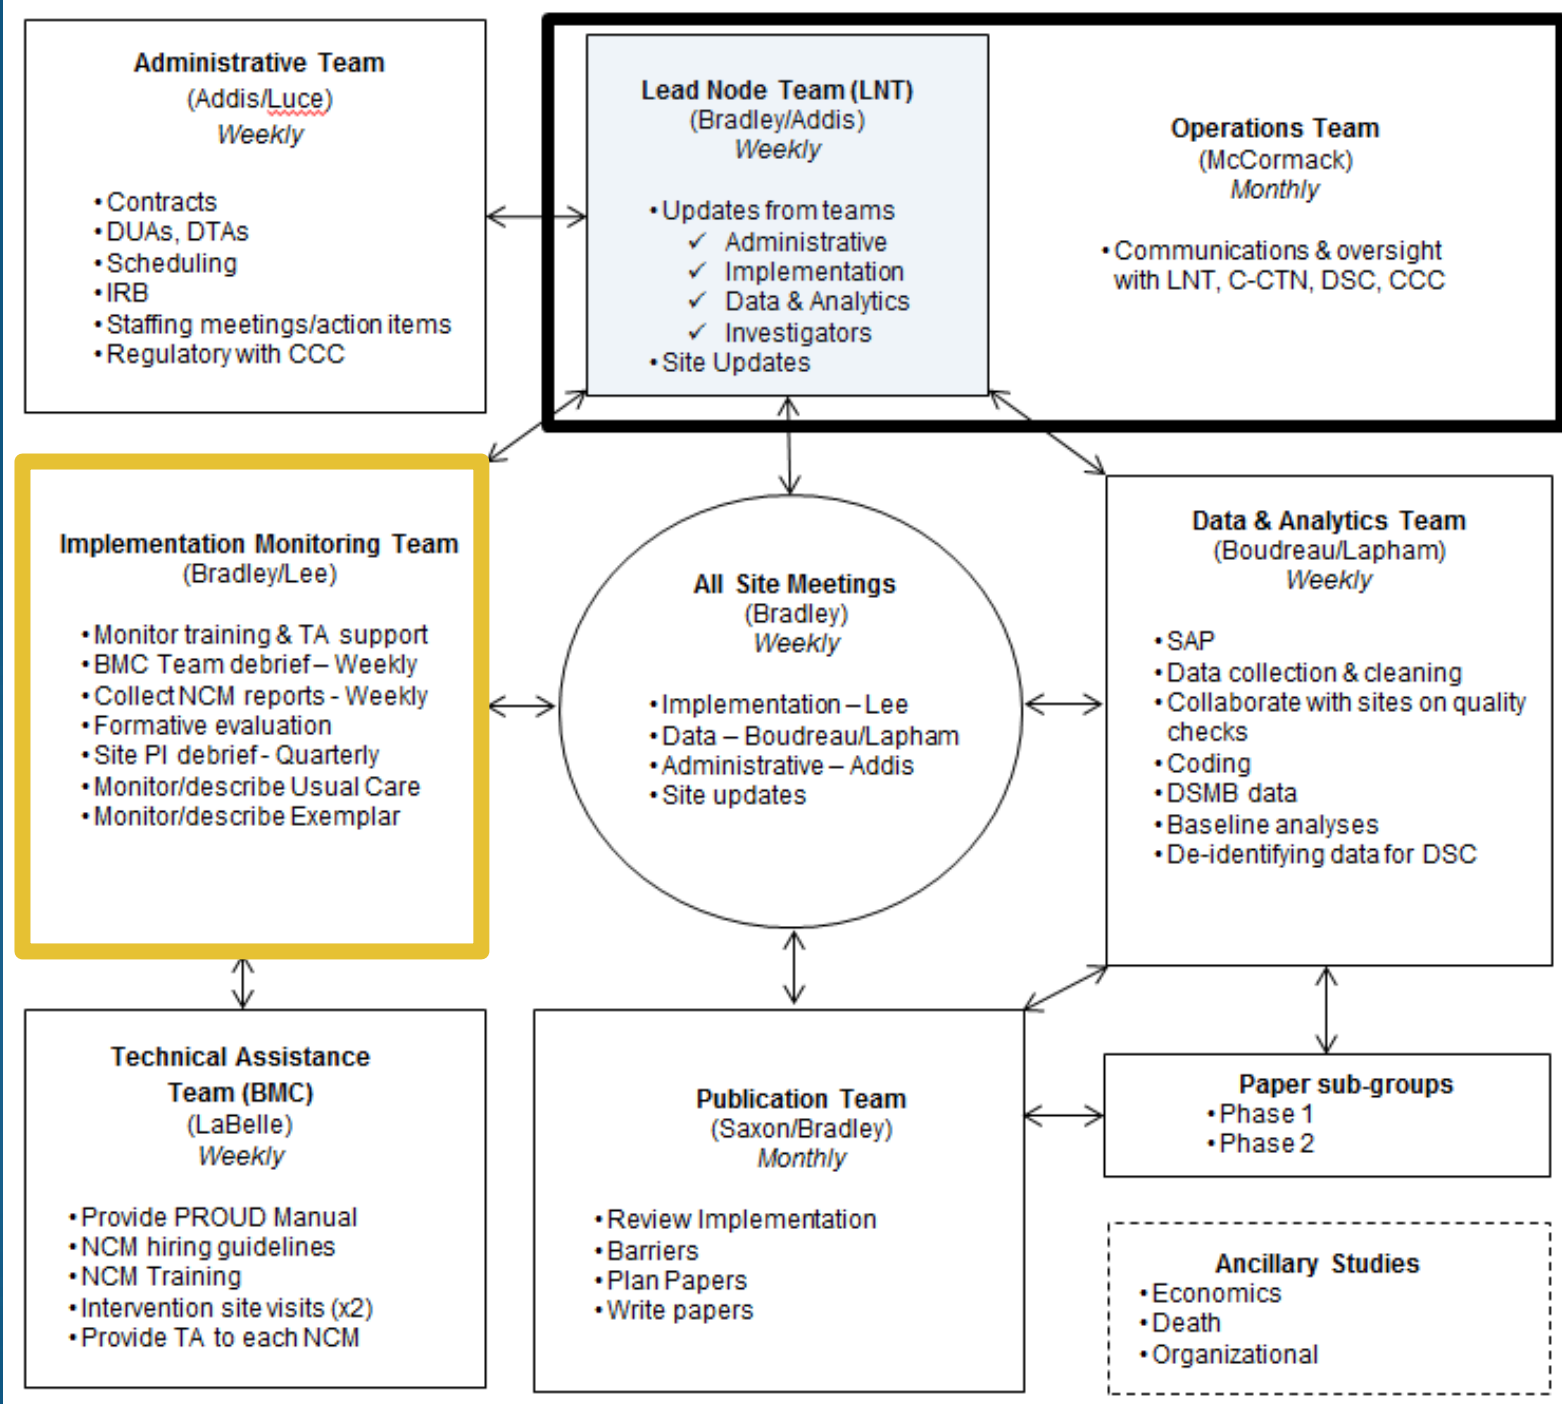 Administrative Team
(Addis/Luce)
Weekly
• Contracts
• DUAs, DTAs
• Scheduling
• IRB
• Staffing meetings/action items
• Regulatory with CCC
Lead Node Team (LNT)
(Bradley/Addis)
Weekly
• Updates from teams
✓ Administrative
✓ Implementation
✓ Data & Analytics
✓ Investigators
• Site Updates
Operations Team
(McCormack)
Monthly
• Communications & oversight
with LNT, C-CTN, DSC, CCC
Implementation Monitoring Team
(Bradley/Lee)
• Monitor training & TA support
• BMC Team debrief – Weekly
• Collect NCM reports - Weekly
• Formative evaluation
• Site PI debrief - Quarterly
• Monitor/describe Usual Care
• Monitor/describe Exemplar
All Site Meetings
(Bradley)
Weekly
• Implementation – Lee
• Data – Boudreau/Lapham
• Administrative – Addis
• Site updates
Data & Analytics Team
(Boudreau/Lapham)
Weekly
• SAP
• Data collection & cleaning
• Collaborate with sites on quality
checks
• Coding
• DSMB data
• Baseline analyses
• De-identifying data for DSC
Technical Assistance
Team (BMC)
(LaBelle)
Weekly
• Provide PROUD Manual
• NCM hiring guidelines
• NCM Training
• Intervention site visits (x2)
• Provide TA to each NCM
Publication Team
(Saxon/Bradley)
Monthly
• Review Implementation
• Barriers
• Plan Papers
• Write papers
Paper sub-groups
• Phase 1
• Phase 2
Ancillary Studies
• Economics
• Death
• Organizational